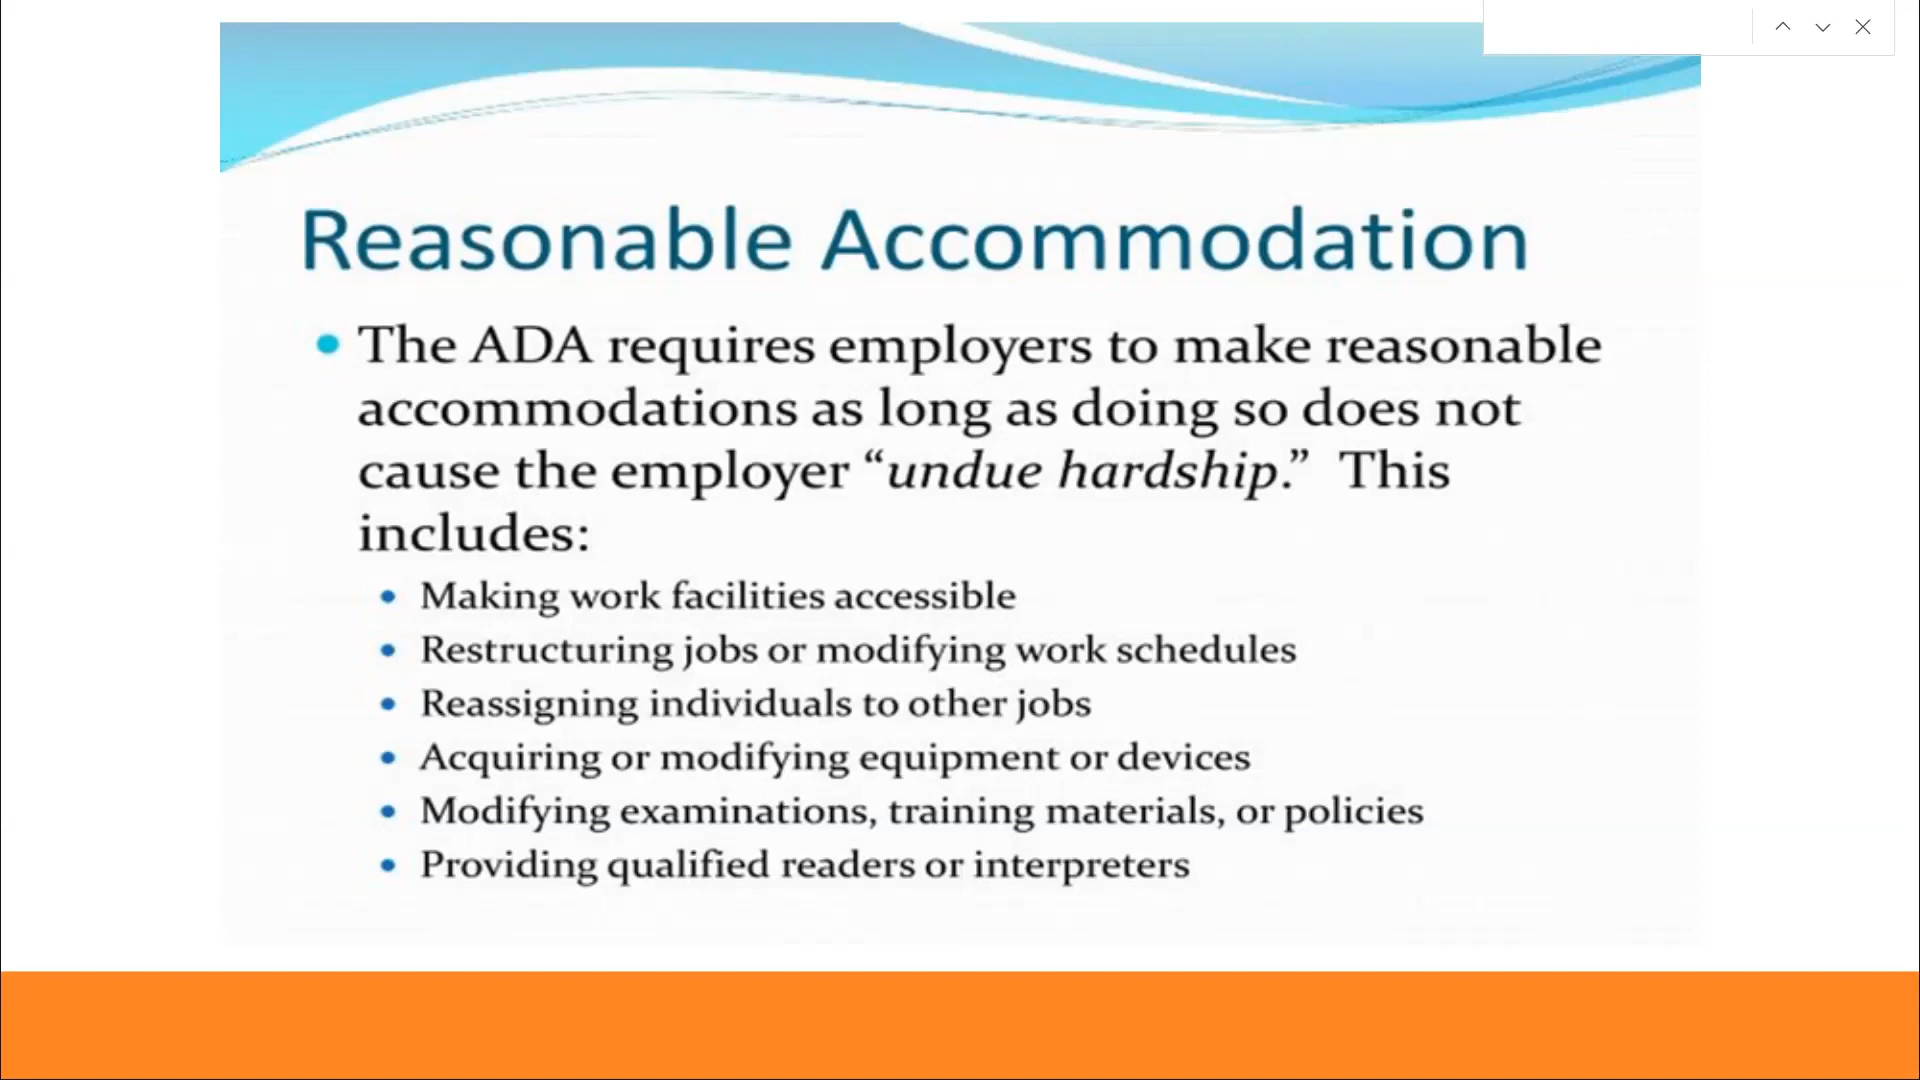 Reasonable Accommodation
• The ADA requires employers to make reasonable
accommodations as long as doing so does not
cause the employer “undue hardship.” This
includes:
• Making work facilities accessible
• Restructuring jobs or modifying work schedules
• Reassigning individuals to other jobs
• Acquiring or modifying equipment or devices
• Modifying examinations, training materials, or policies
• Providing qualified readers or interpreters